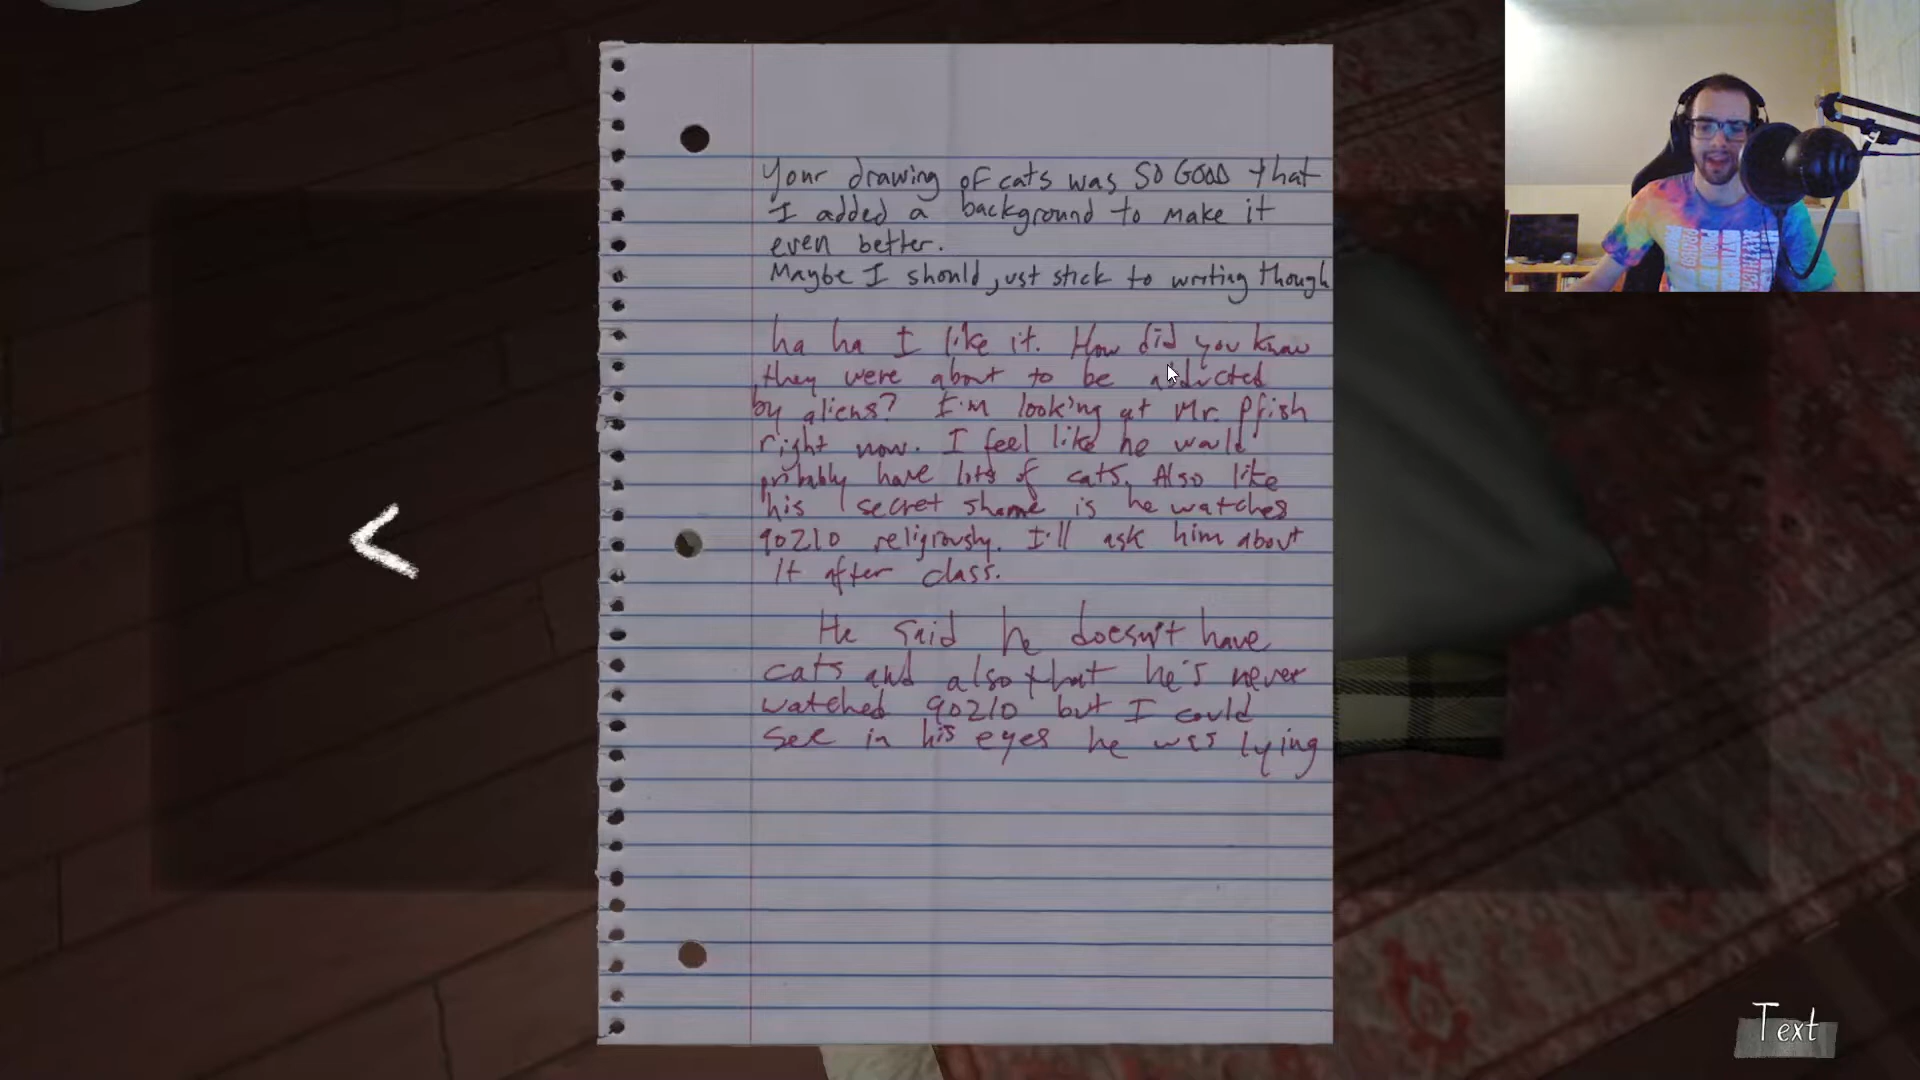 Your drawing of cats was SO GOOD that
I added a background to make it
even better.
Maybe I should just stick to writing though
ha ha I like it. How did you know
they were about to be abducted
by aliens? I'm looking at Mr. Pfish
right now. I feel like he would
probably have lots of cats. Also like
his secret shame is he watches
90210 religiously. I'll ask him about
it after class.
He said he doesn't have
cats and also that he's never
watched 90210 but I could
see in his eyes he was lying
Text